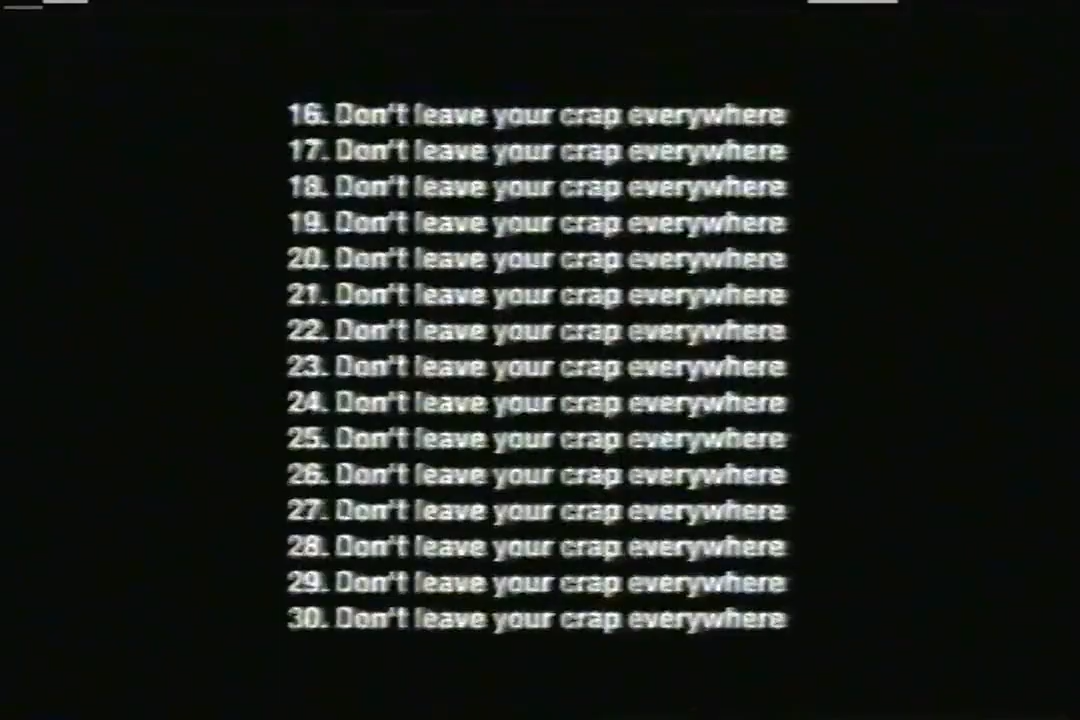 16. Don't leave your crap everywhere
17. Don't leave your crap everywhere
18. Don't leave your crap everywhere
19. Don't leave your crap everywhere
20. Don't leave your crap everywhere
21. Don't leave your crap everywhere
22. Don't leave your crap everywhere
23. Don't leave your crap everywhere
24. Don't leave your crap everywhere
25. Don't leave your crap everywhere
26. Don't leave your crap everywhere
27. Don't leave your crap everywhere
28. Don't leave your crap everywhere
29. Don't leave your crap everywhere
30. Don't leave your crap everywhere